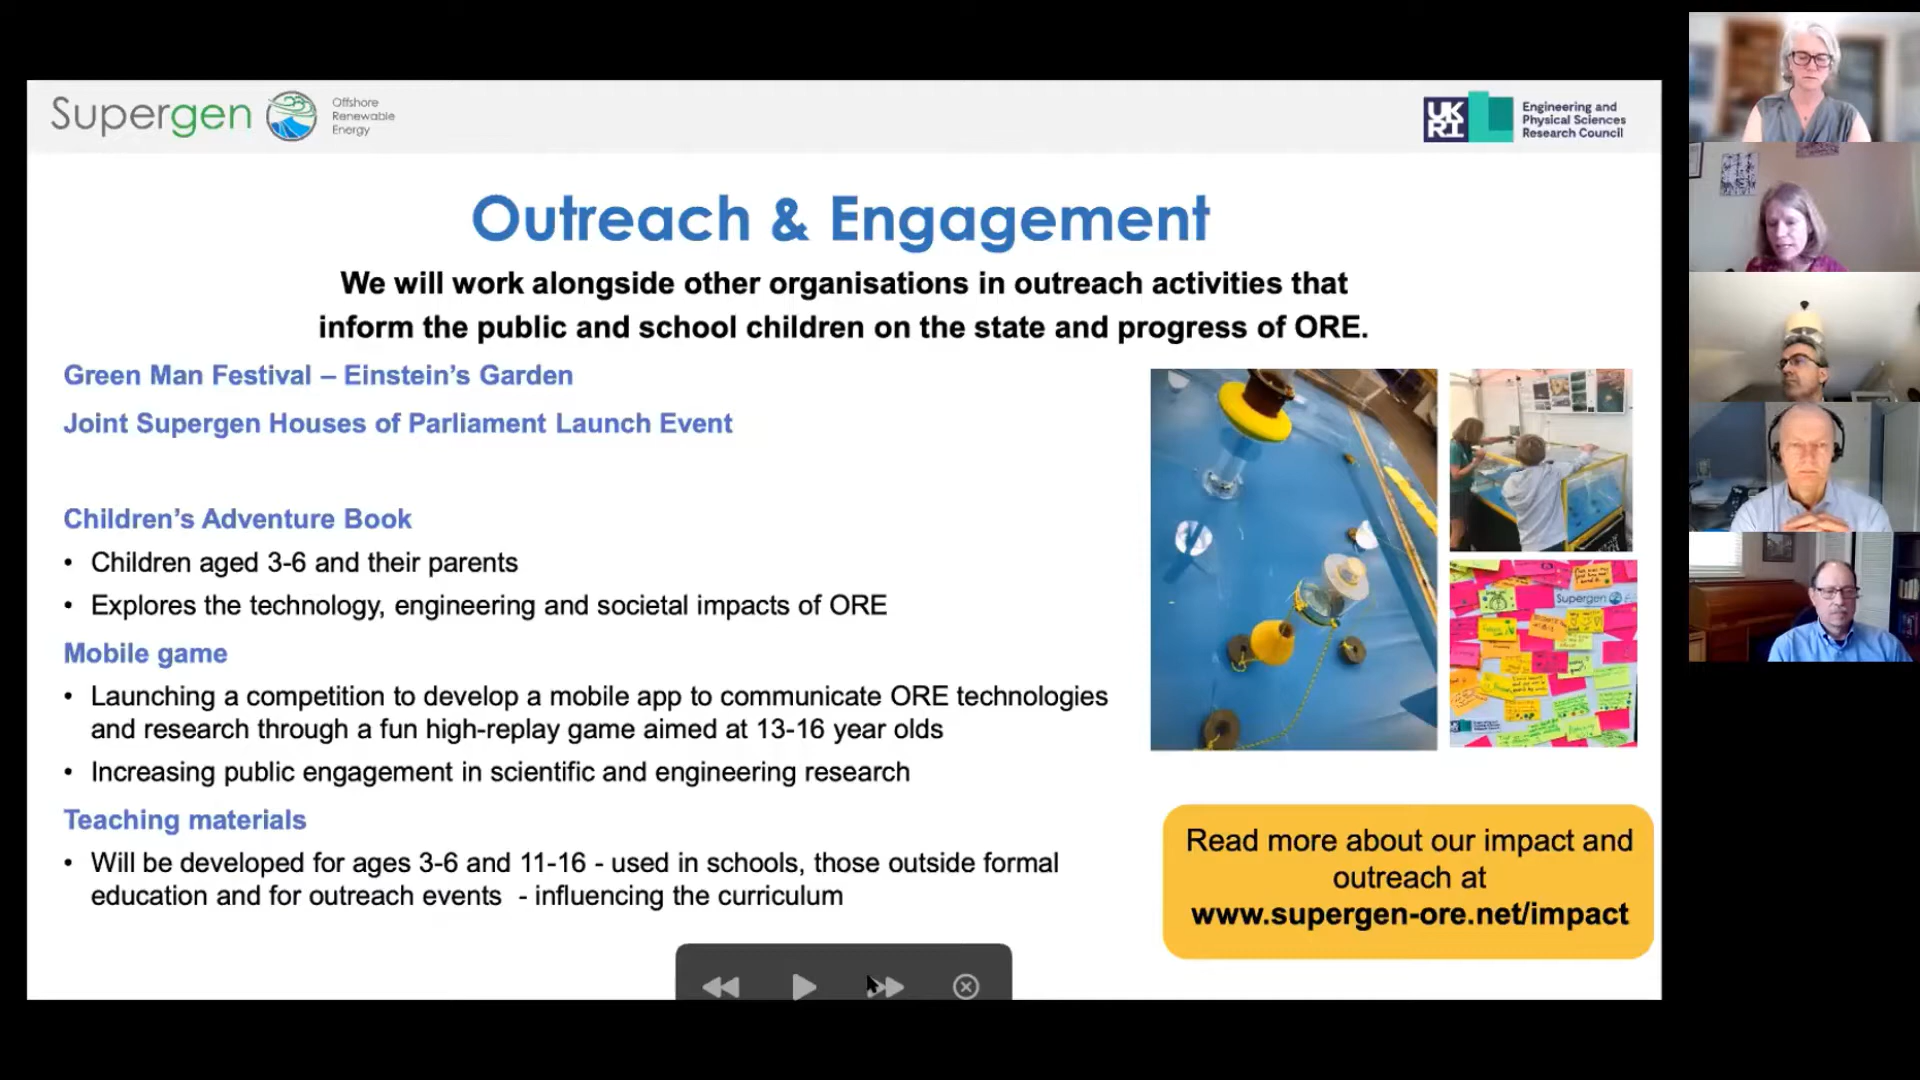 Supergen
Offshore
Renewable
Energy
UK
RI
Engineering and
Physical Sciences
Research Council
Outreach & Engagement
We will work alongside other organisations in outreach activities that
inform the public and school children on the state and progress of ORE.
Green Man Festival – Einstein's Garden
Joint Supergen Houses of Parliament Launch Event
Children's Adventure Book
• Children aged 3-6 and their parents
• Explores the technology, engineering and societal impacts of ORE
Mobile game
• Launching a competition to develop a mobile app to communicate ORE technologies
and research through a fun high-replay game aimed at 13-16 year olds
• Increasing public engagement in scientific and engineering research
Teaching materials
• Will be developed for ages 3-6 and 11-16 - used in schools, those outside formal
education and for outreach events - influencing the curriculum
Supergen
Read more about our impact and
outreach at
www.supergen-ore.net/impact